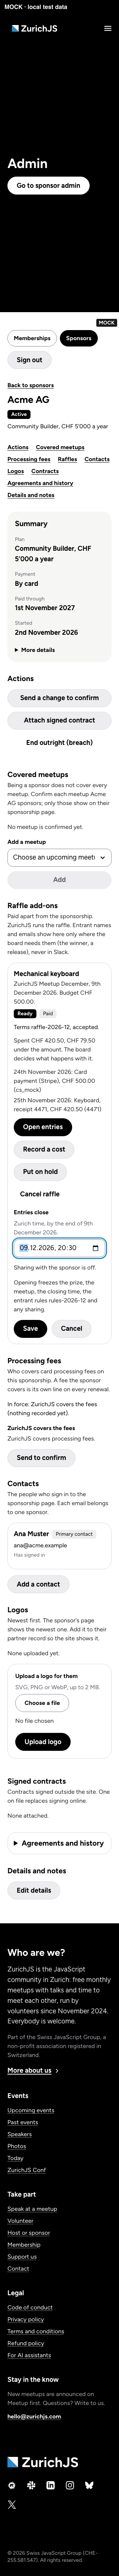 MOCK · local test data
ZurichJS
Admin
Go to sponsor admin
MOCK
Memberships
Sponsors
Sign out
Back to sponsors
Acme AG
Active
Community Builder, CHF 5'000 a year
Actions Covered meetups
Processing fees Raffles Contacts
Logos Contracts
Agreements and history
Details and notes
Summary
Plan
Community Builder, CHF
5'000 a year
Payment
By card
Paid through
1st November 2027
Started
2nd November 2026
More details
Actions
Send a change to confirm
Attach signed contract
End outright (breach)
Covered meetups
Being a sponsor does not cover every
meetup. Confirm each meetup Acme
AG sponsors; only those show on their
sponsorship page.
No meetup is confirmed yet.
Add a meetup
Choose an upcoming meet
Add
Raffle add-ons
Paid apart from the sponsorship.
ZurichJS runs the raffle. Entrant names
and emails show here only where the
board needs them (the winner, a
release), never in Slack.
Mechanical keyboard
ZurichJS Meetup December, 9th
December 2026. Budget CHF
500.00.
Ready Paid
Terms raffle-2026-12, accepted.
Spent CHF 420.50, CHF 79.50
under the amount. The board
decides what happens with it.
24th November 2026: Card
payment (Stripe), CHF 500.00
(cs_mock)
25th November 2026: Keyboard,
receipt 4471, CHF 420.50 (4471)
Open entries
Record a cost
Put on hold
Cancel raffle
Entries close
Zurich time, by the end of 9th
December 2026.
09.12.2026, 20:30
Posing with the sponsor is off.
Opening freezes the prize, the
meetup, the closing time, the
entrant rules rules-2026-12 and
any sharing.
Save
Cancel
Processing fees
Who covers card processing fees on
this sponsorship. A fee the sponsor
covers is its own line on every renewal.
In force: ZurichJS covers the fees
(nothing recorded yet).
ZurichJS covers the fees
ZurichJS covers processing fees.
Send to confirm
Contacts
The people who sign in to the
sponsorship page. Each email belongs
to one sponsor.
Ana Muster Primary contact
ana@acme.example
Has signed in
Add a contact
Logos
Newest first. The sponsor's page
shows the newest one. Add it to their
partner record so the site shows it.
None uploaded yet.
Upload a logo for them
SVG, PNG or WebP, up to 2 MB.
Choose a file
No file chosen
Upload logo
Signed contracts
Contracts signed outside the site. One
on file replaces signing online.
None attached.
Agreements and history
Details and notes
Edit details
Who are we?
ZurichJS is the JavaScript
community in Zurich: free monthly
meetups with talks and time to
meet each other, run by
volunteers since November 2024.
Everybody is welcome.
Part of the Swiss JavaScript Group, a
non-profit association registered in
Switzerland.
More about us
Events
Upcoming events
Past events
Speakers
Photos
Today
ZurichJS Conf
Take part
Speak at a meetup
Volunteer
Host or sponsor
Membership
Support us
Contact
Legal
Code of conduct
Privacy policy
Terms and conditions
Refund policy
For AI assistants
Stay in the know
New meetups are announced on
Meetup first. Questions? Write to us.
hello@zurichjs.com
ZurichJS
© 2026 Swiss JavaScript Group (CHE-
255.581.547). All rights reserved.